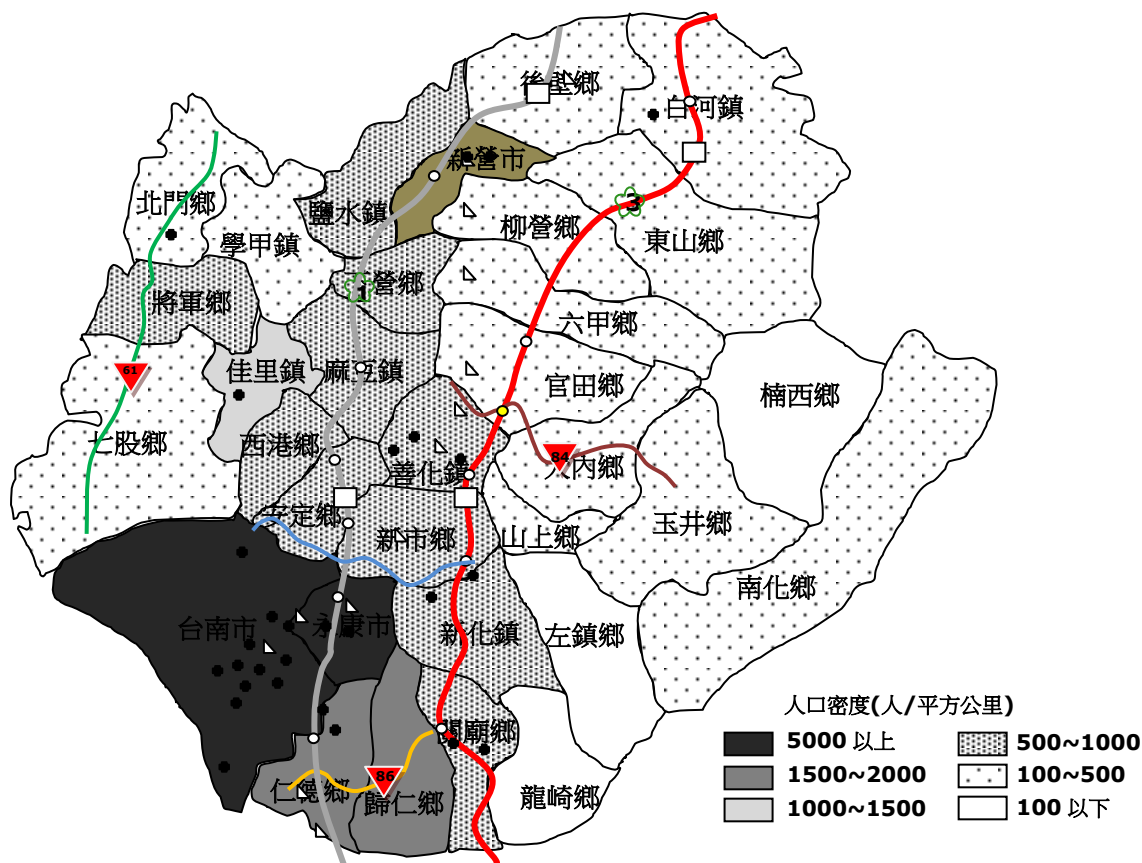 後壁鄉
白河鎮
新營市
北門鄉
鹽水鎮
柳營鄉
3
學甲鎮
東山鄉
1
營鄉
將軍鄉
六甲鄉
61
佳里鎮
麻豆鎮
官田鄉
楠西鄉
七股鄉
西港鄉
善化鎮
84
大內鄉
安定鄉
新市鄉
山上鄉
玉井鄉
南化鄉
台南市
永康市
新化鎮
左鎮鄉
關廟鄉
86
仁德鄉
歸仁鄉
龍崎鄉
人口密度(人/平方公里)
5000 以上
500~1000
1500~2000
100~500
1000~1500
100 以下